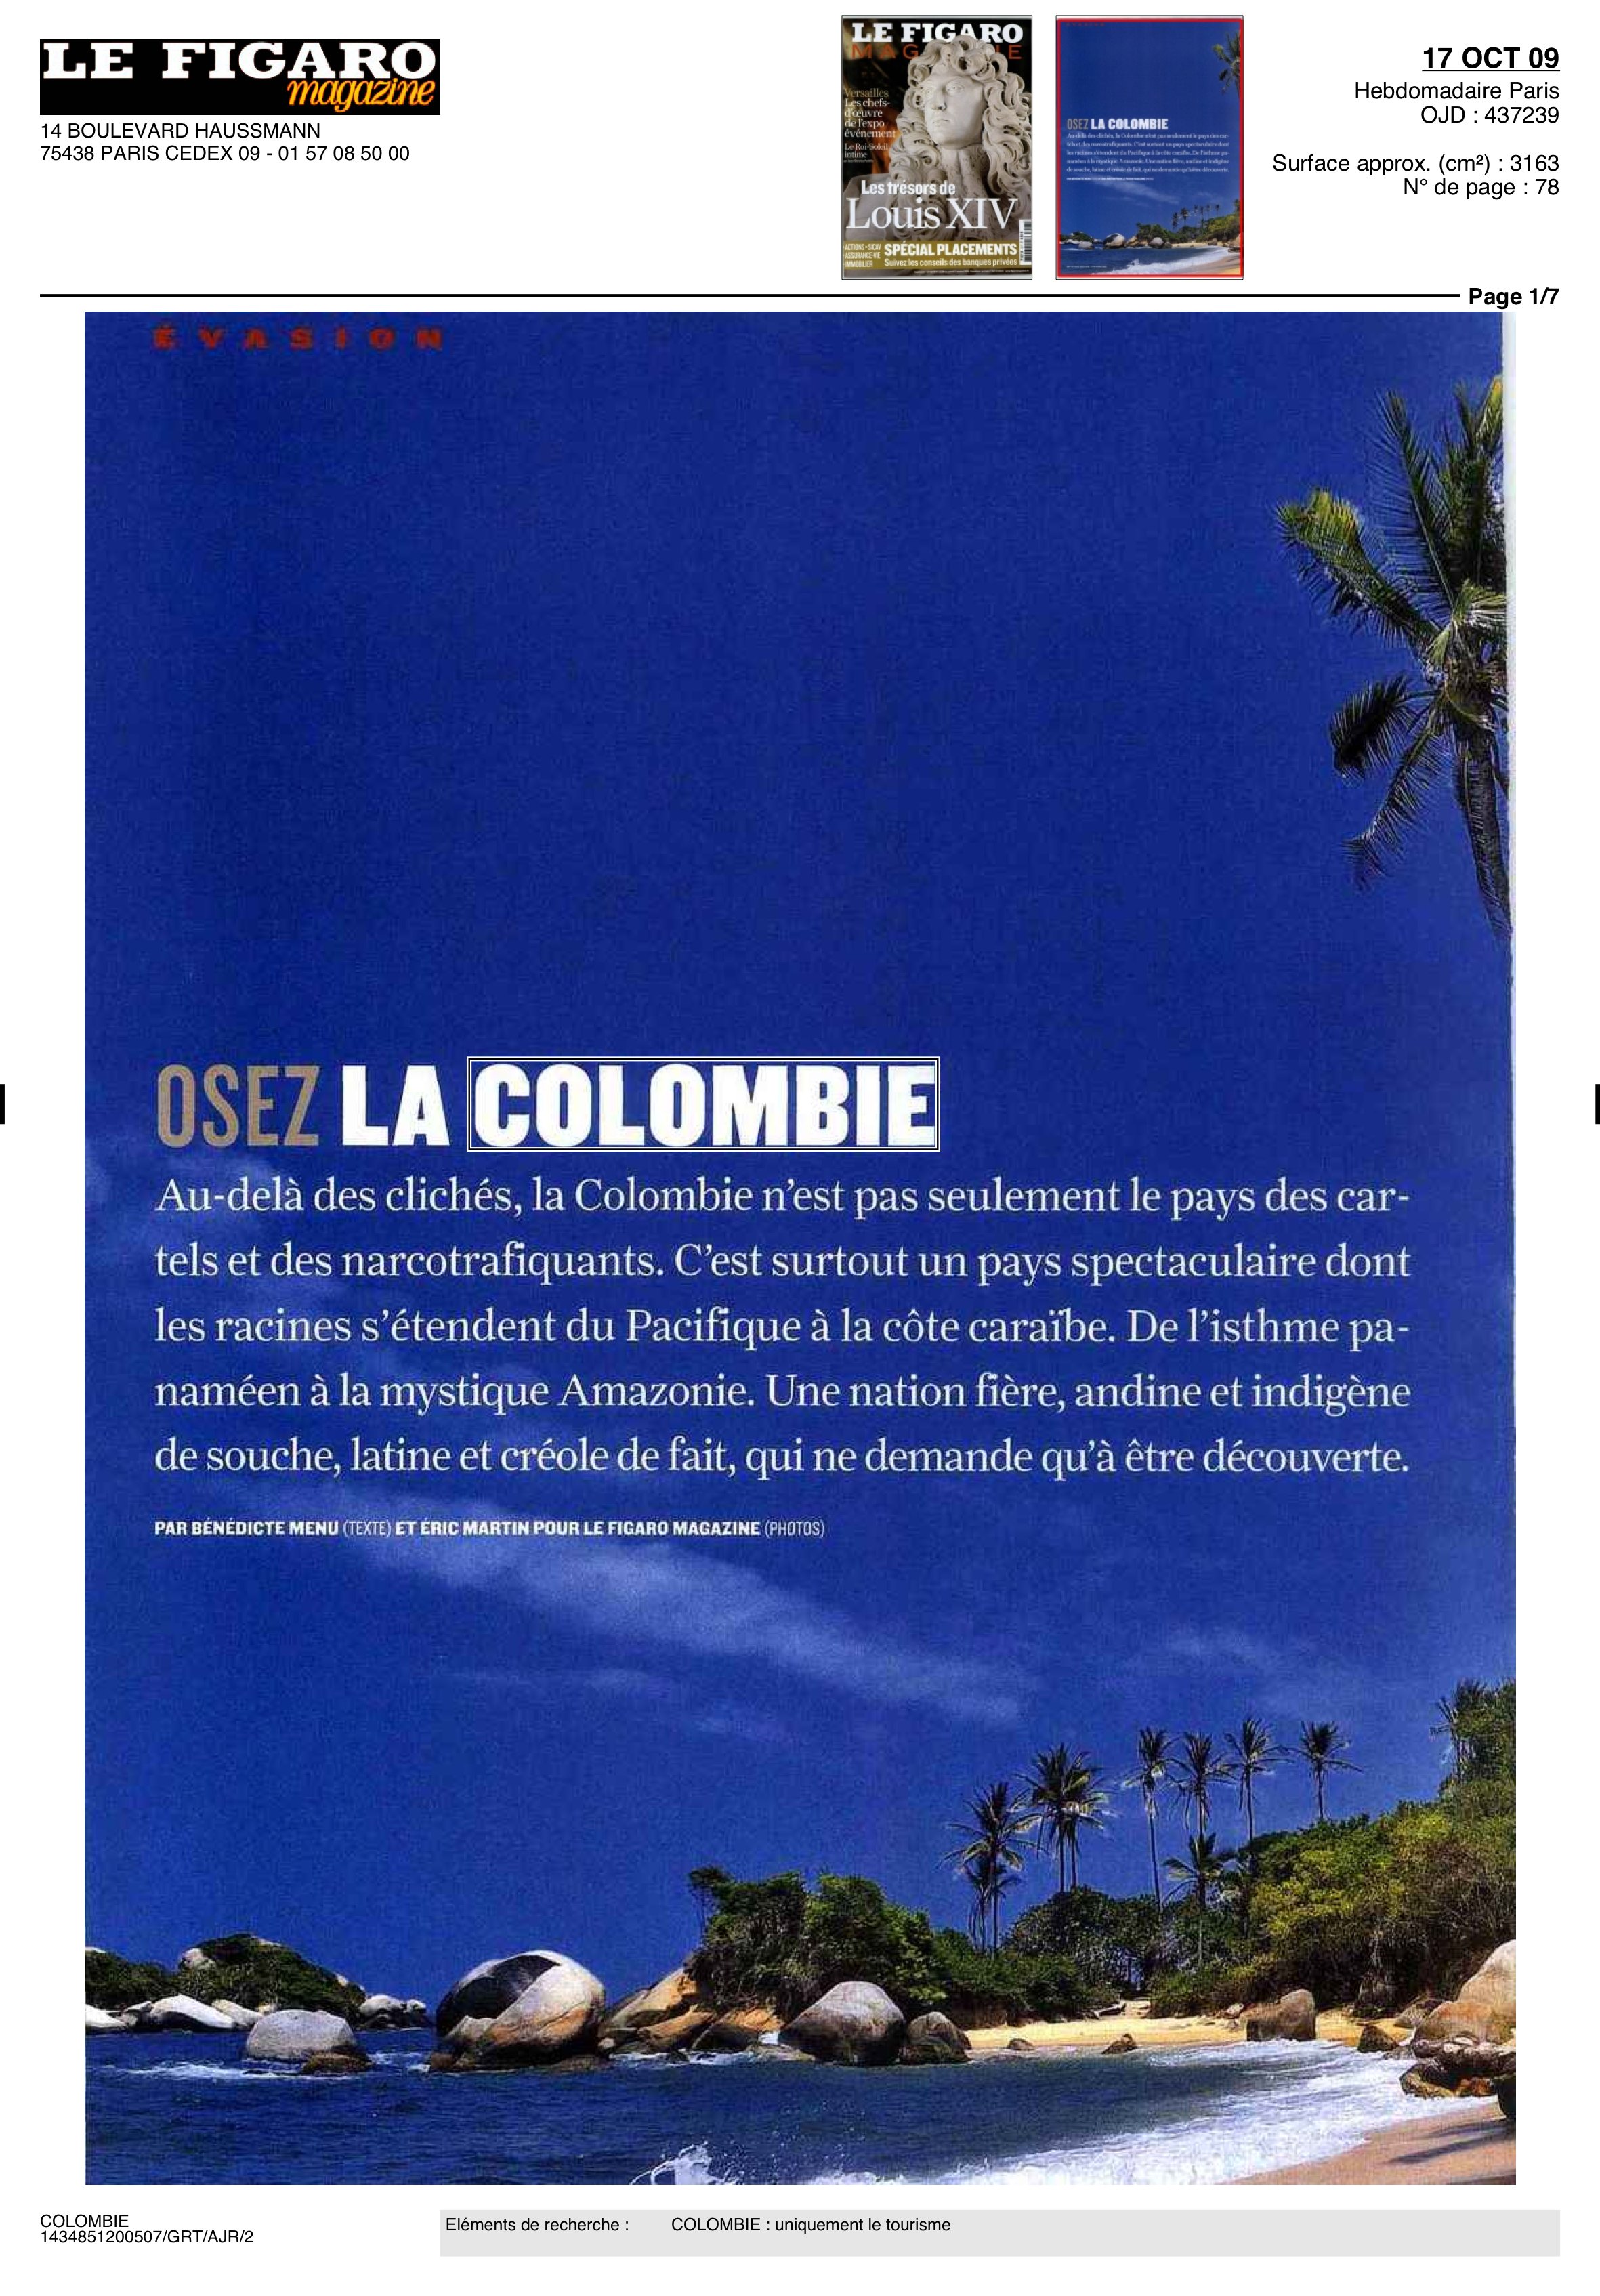 LE FIGARO
magazine
14 BOULEVARD HAUSSMANN
75438 PARIS CEDEX 09 - 01 57 08 50 00
LE FIGARO
Versailles
Les chefs-
d'œuvre
de l'expo
événement
Le Roi-Soleil
intime
Les trésors de
Louis XIV
ACTIONS - SICAV
ASSURANCE-VIE
IMMOBILIER
SPÉCIAL PLACEMENTS
Suivez les conseils des banques privées
OSEZ LA COLOMBIE
17 OCT 09
Hebdomadaire Paris
OJD : 437239
Surface approx. (cm²) : 3163
N° de page : 78
Page 1/7
ÉVASION
OSEZ LA COLOMBIE
Au-delà des clichés, la Colombie n'est pas seulement le pays des car-
tels et des narcotrafiquants. C'est surtout un pays spectaculaire dont
les racines s'étendent du Pacifique à la côte caraïbe. De l'isthme pa-
naméen à la mystique Amazonie. Une nation fière, andine et indigène
de souche, latine et créole de fait, qui ne demande qu'à être découverte.
PAR BÉNÉDICTE MENU (TEXTE) ET ÉRIC MARTIN POUR LE FIGARO MAGAZINE (PHOTOS)
COLOMBIE
1434851200507/GRT/AJR/2
Eléments de recherche : COLOMBIE : uniquement le tourisme